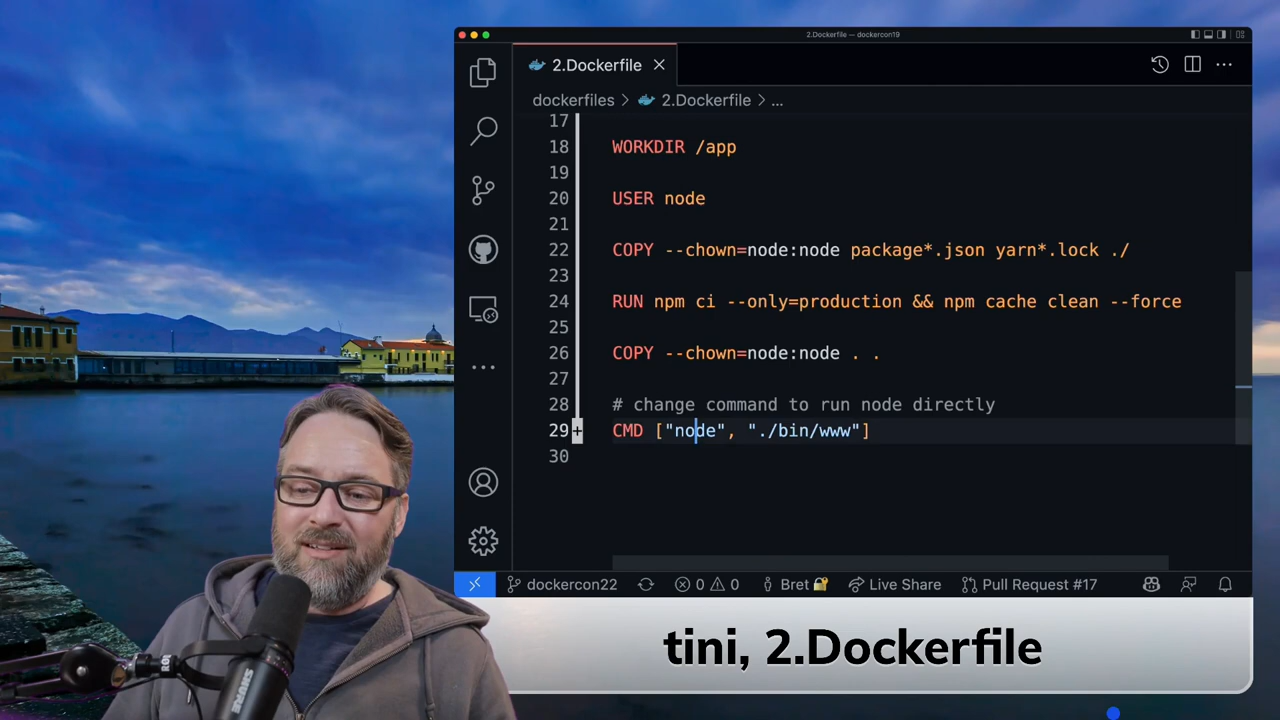 2.Dockerfile — dockercon19
2.Dockerfile
dockerfiles > 2.Dockerfile > ...
17
18 WORKDIR /app
19
20 USER node
21
22 COPY --chown=node:node package*.json yarn*.lock ./
23
24 RUN npm ci --only=production && npm cache clean --force
25
26 COPY --chown=node:node . .
27
28 # change command to run node directly
29 CMD ["node", "./bin/www"]
30
dockercon22 0 0 Bret Live Share Pull Request #17
tini, 2.Dockerfile
SHURE